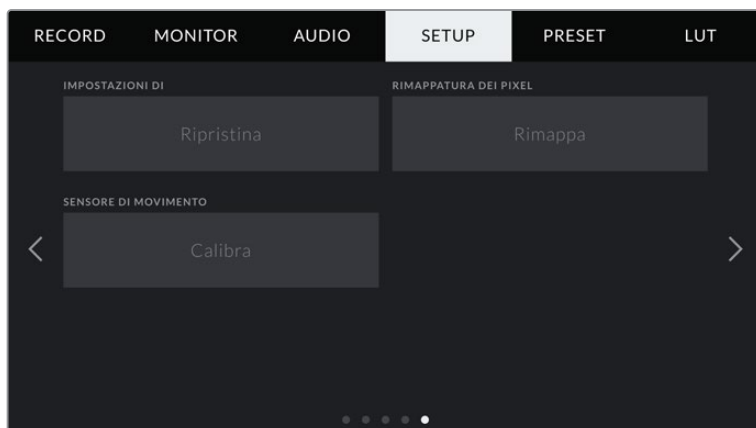 RECORD MONITOR AUDIO SETUP PRESET LUT
IMPOSTAZIONI DI RIMAPPATURA DEI PIXEL
Ripristina Rimappa
SENSORE DI MOVIMENTO
Calibra